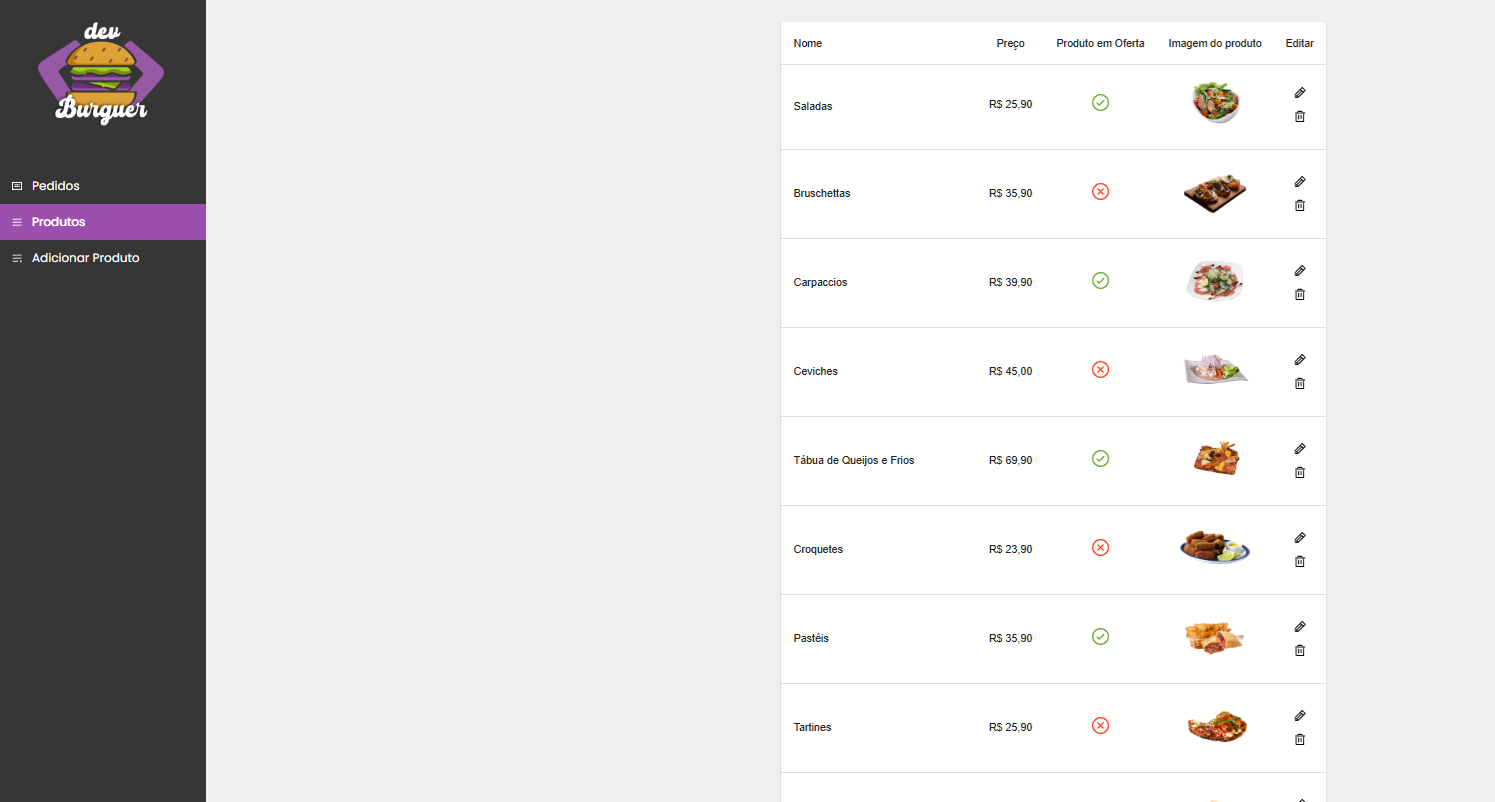 dev
Burguer
Pedidos
Produtos
Adicionar Produto
Nome Preço Produto em Oferta Imagem do produto Editar
Saladas R$ 25,90
Bruschettas R$ 35,90
Carpaccios R$ 39,90
Ceviches R$ 45,00
Tábua de Queijos e Frios R$ 69,90
Croquetes R$ 23,90
Pastéis R$ 35,90
Tartines R$ 25,90